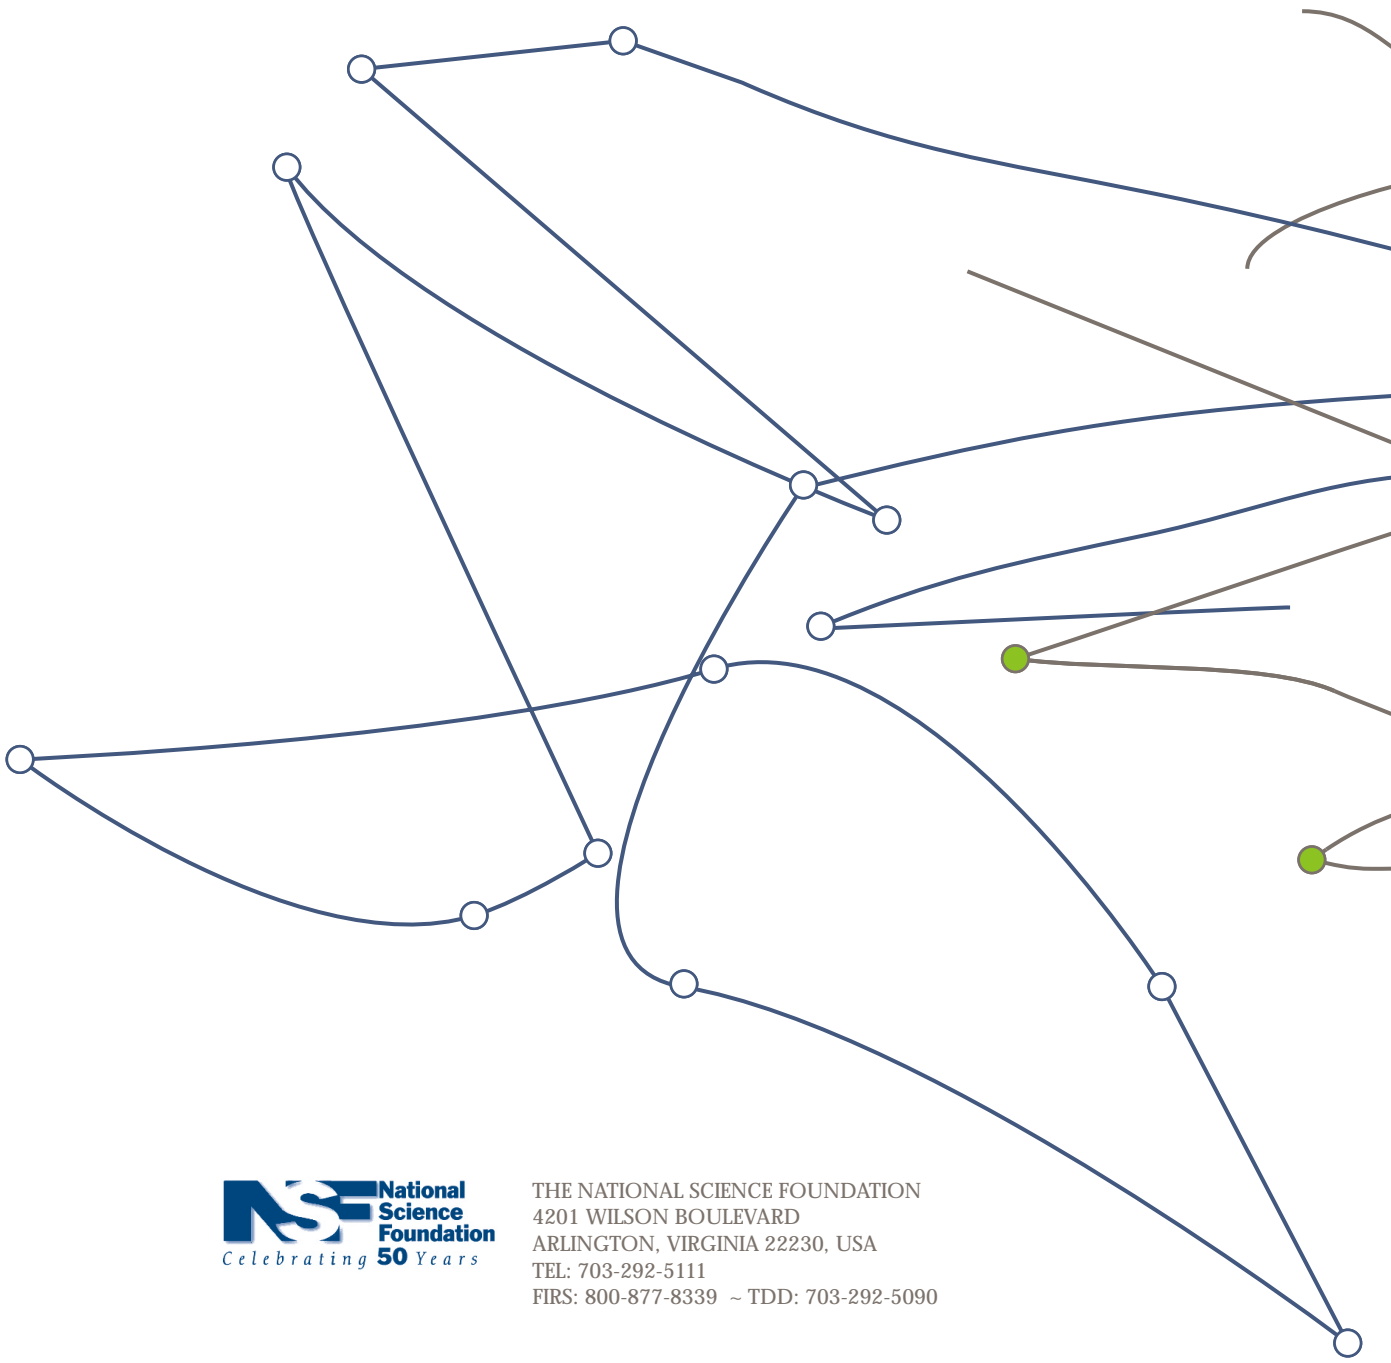 NSF
National
Science
Foundation
Celebrating 50 Years
THE NATIONAL SCIENCE FOUNDATION
4201 WILSON BOULEVARD
ARLINGTON, VIRGINIA 22230, USA
TEL: 703-292-5111
FIRS: 800-877-8339 ~ TDD: 703-292-5090